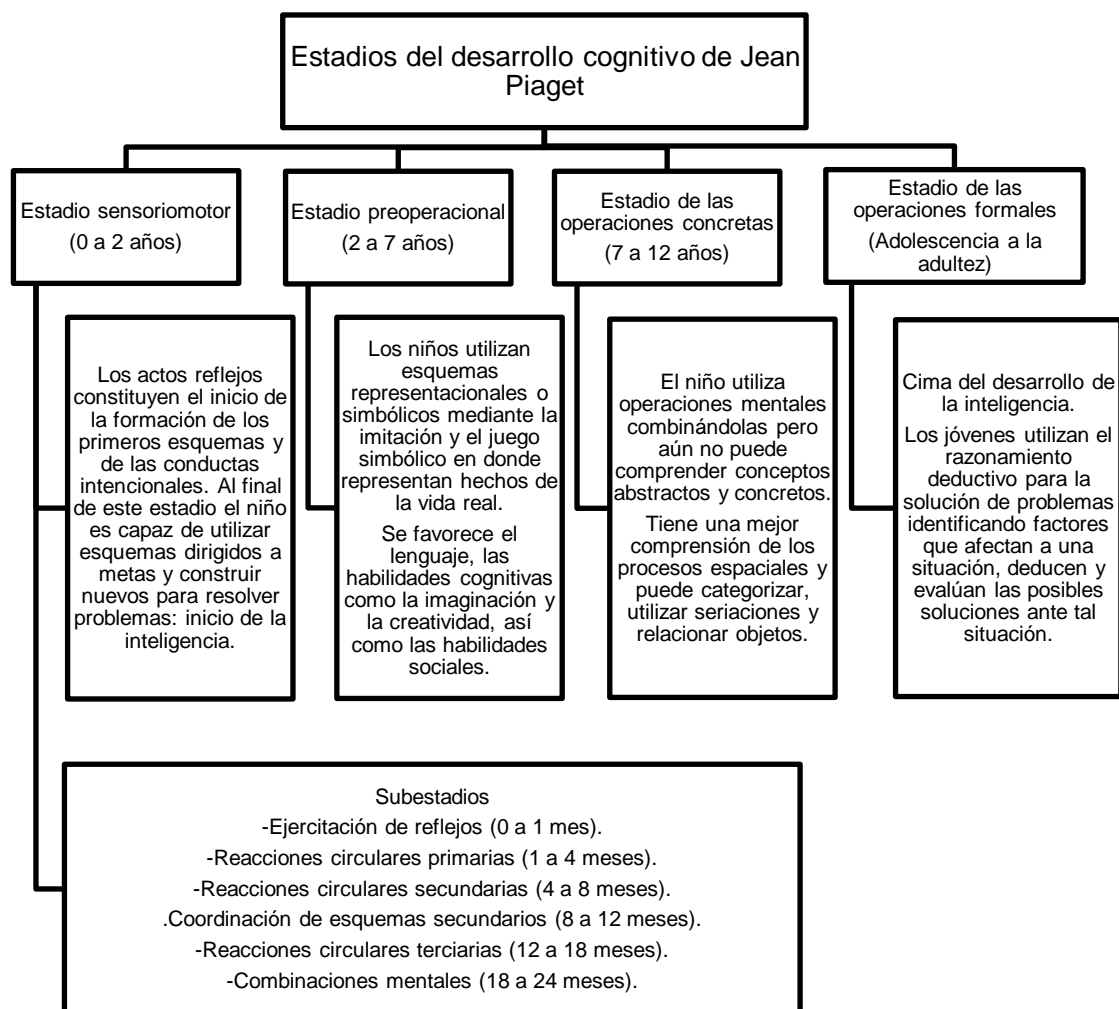 Estadios del desarrollo cognitivo de Jean
Piaget
Estadio sensoriomotor
(0 a 2 años)
Estadio preoperacional
(2 a 7 años)
Estadio de las
operaciones concretas
(7 a 12 años)
Estadio de las
operaciones formales
(Adolescencia a la
adultez)
Los actos reflejos
constituyen el inicio de
la formación de los
primeros esquemas y
de las conductas
intencionales. Al final
de este estadio el niño
es capaz de utilizar
esquemas dirigidos a
metas y construir
nuevos para resolver
problemas: inicio de la
inteligencia.
Los niños utilizan
esquemas
representacionales o
simbólicos mediante la
imitación y el juego
simbólico en donde
representan hechos de
la vida real.
Se favorece el
lenguaje, las
habilidades cognitivas
como la imaginación y
la creatividad, así
como las habilidades
sociales.
El niño utiliza
operaciones mentales
combinándolas pero
aún no puede
comprender conceptos
abstractos y concretos.
Tiene una mejor
comprensión de los
procesos espaciales y
puede categorizar,
utilizar seriaciones y
relacionar objetos.
Cima del desarrollo de
la inteligencia.
Los jóvenes utilizan el
razonamiento
deductivo para la
solución de problemas
identificando factores
que afectan a una
situación, deducen y
evalúan las posibles
soluciones ante tal
situación.
Subestadios
-Ejercitación de reflejos (0 a 1 mes).
-Reacciones circulares primarias (1 a 4 meses).
-Reacciones circulares secundarias (4 a 8 meses).
.Coordinación de esquemas secundarios (8 a 12 meses).
-Reacciones circulares terciarias (12 a 18 meses).
-Combinaciones mentales (18 a 24 meses).